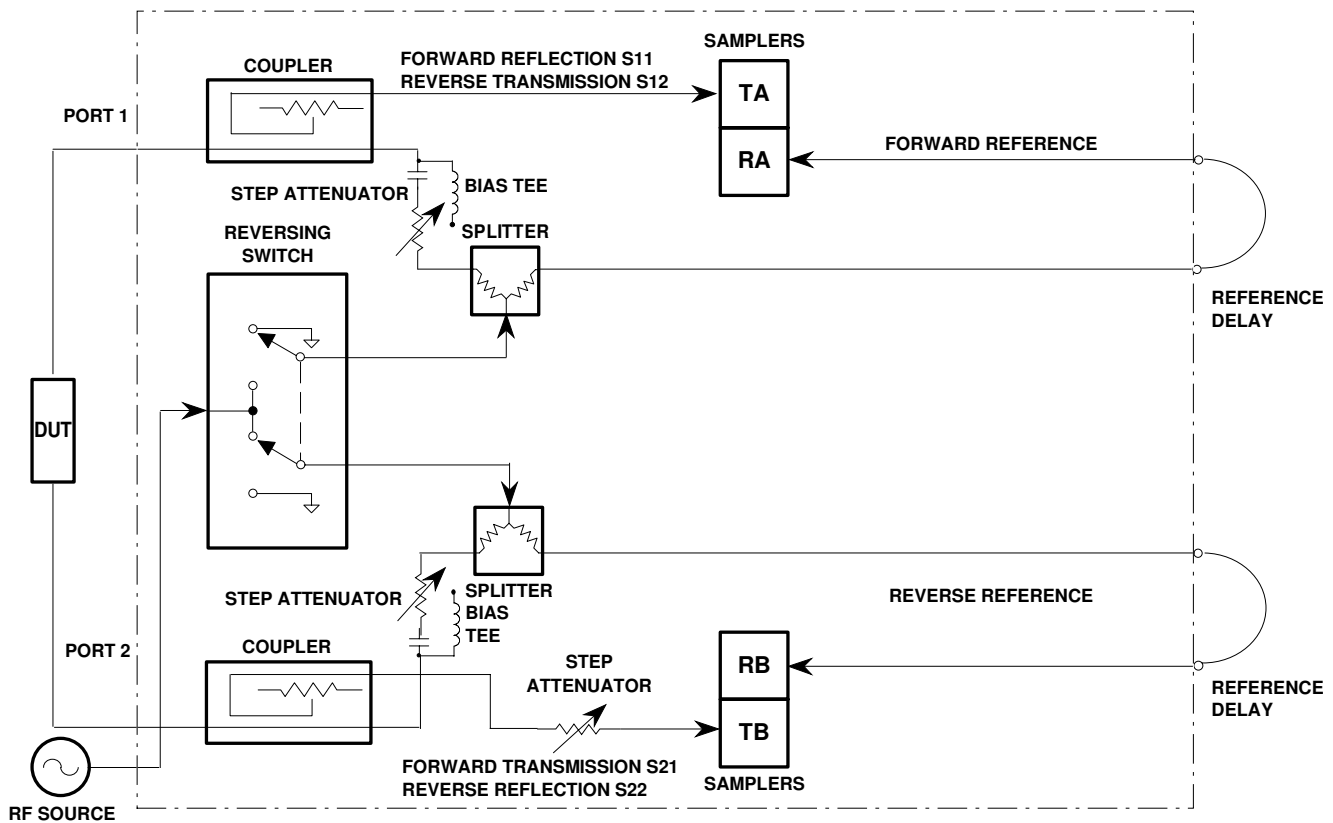 SAMPLERS
FORWARD REFLECTION S11
REVERSE TRANSMISSION S12
COUPLER
TA
PORT 1
RA
FORWARD REFERENCE
STEP ATTENUATOR
BIAS TEE
REVERSING
SWITCH
SPLITTER
REFERENCE
DELAY
DUT
SPLITTER
BIAS
TEE
STEP ATTENUATOR
REVERSE REFERENCE
PORT 2
COUPLER
STEP
ATTENUATOR
RB
REFERENCE
DELAY
TB
FORWARD TRANSMISSION S21
REVERSE REFLECTION S22
SAMPLERS
RF SOURCE